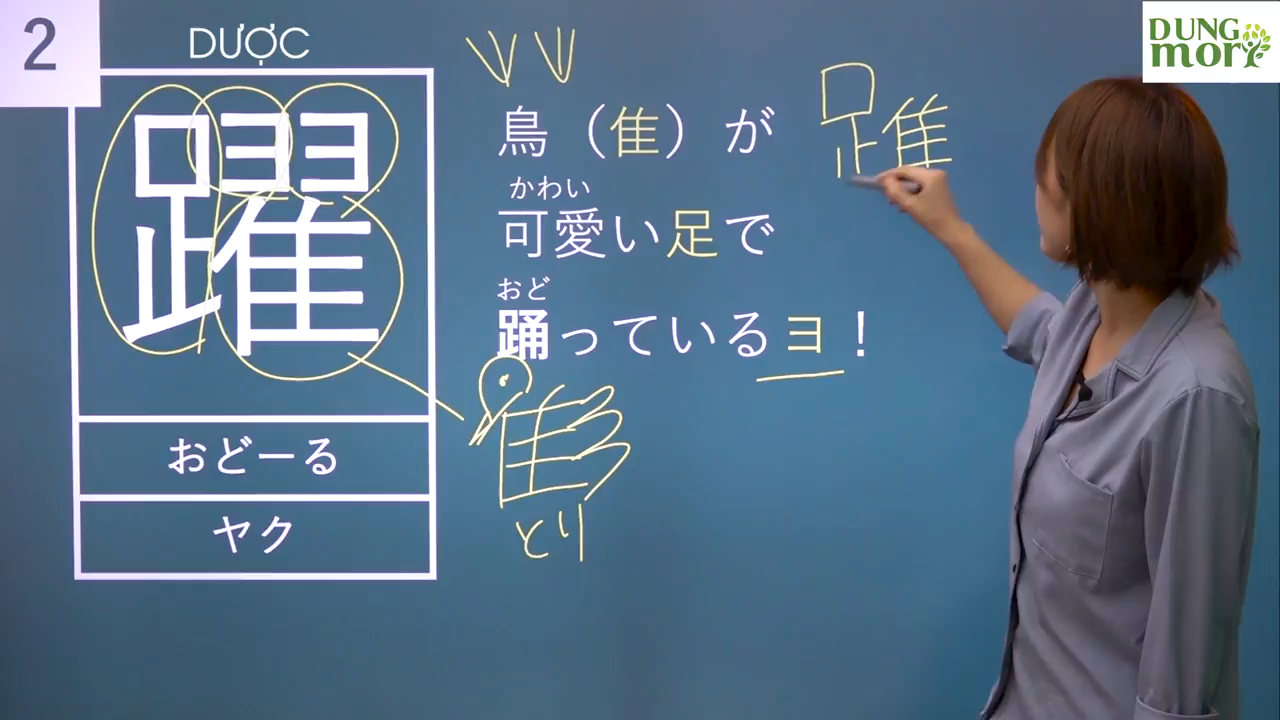 2
DƯỢC
躍
おどーる
ヤク
鳥（隹）が
かわい
可愛い足で
おど
踊っているヨ！
とり
DUNG
mori